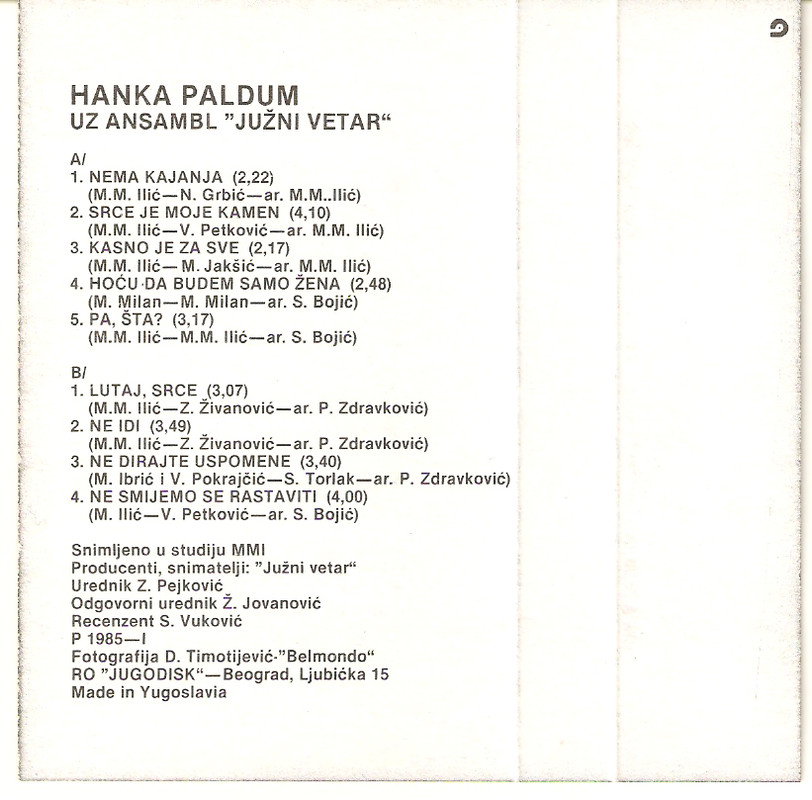 HANKA PALDUM
UZ ANSAMBL ”JUŽNI VETAR“
A/
1. NEMA KAJANJA (2,22)
(M.M. Ilić—N. Grbić—ar. M.M..Ilić)
2. SRCE JE MOJE KAMEN (4,10)
(M.M. Ilić—V. Petković—ar. M.M. Ilić)
3. KASNO JE ZA SVE (2,17)
(M.M. Ilić—M. Jakšić—ar. M.M. Ilić)
4. HOĆU DA BUDEM SAMO ŽENA (2,48)
(M. Milan—M. Milan—ar. S. Bojić)
5. PA, ŠTA? (3,17)
(M.M. Ilić—M.M. Ilić—ar. S. Bojić)
B/
1. LUTAJ, SRCE (3,07)
(M.M. Ilić—Z. Živanović—ar. P. Zdravković)
2. NE IDI (3,49)
(M.M. Ilić—Z. Živanović—ar. P. Zdravković)
3. NE DIRAJTE USPOMENE (3,40)
(M. Ibrić i V. Pokrajčić—S. Torlak—ar. P. Zdravković)
4. NE SMIJEMO SE RASTAVITI (4,00)
(M. Ilić—V. Petković—ar. S. Bojić)
Snimljeno u studiju MMI
Producenti, snimatelji: ”Južni vetar“
Urednik Z. Pejković
Odgovorni urednik Ž. Jovanović
Recenzent S. Vuković
P 1985—I
Fotografija D. Timotijević-”Belmondo“
RO ”JUGODISK“—Beograd, Ljubićka 15
Made in Yugoslavia